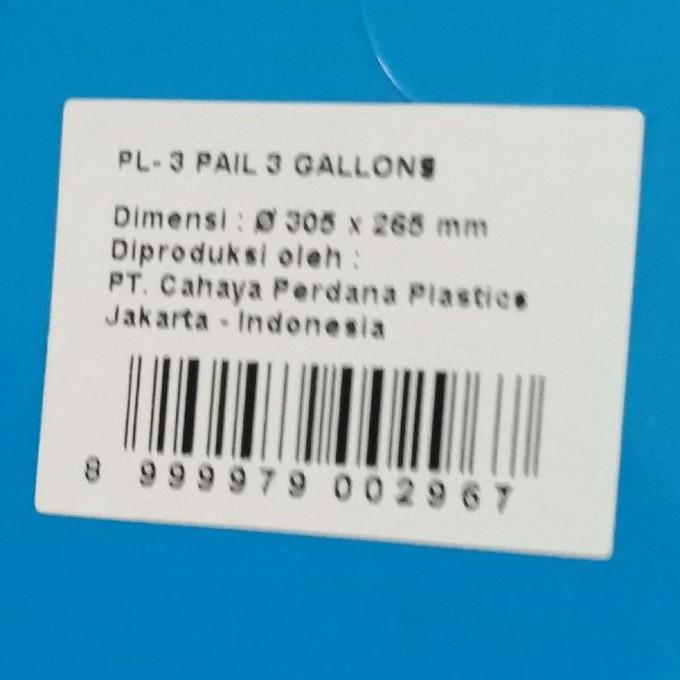 PL- 3 PAIL 3 GALLONS
Dimensi : Ø 305 x 265 mm
Diproduksi oleh :
PT. Cahaya Perdana Plastics
Jakarta - Indonesia
8 999979 002967